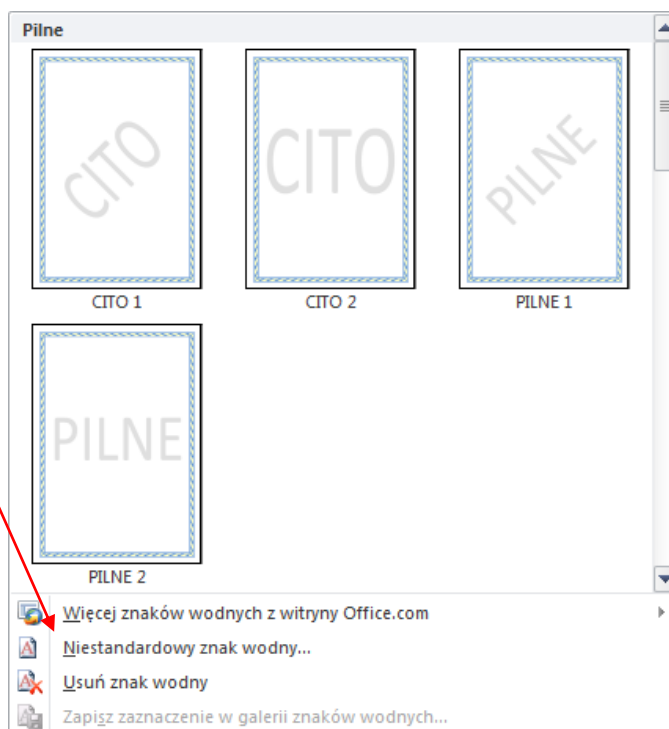 Pilne
CITO
CITO
PILNE
CITO 1
CITO 2
PILNE 1
PILNE
PILNE 2
Więcej znaków wodnych z witryny Office.com
Niestandardowy znak wodny...
Usuń znak wodny
Zapisz zaznaczenie w galerii znaków wodnych...